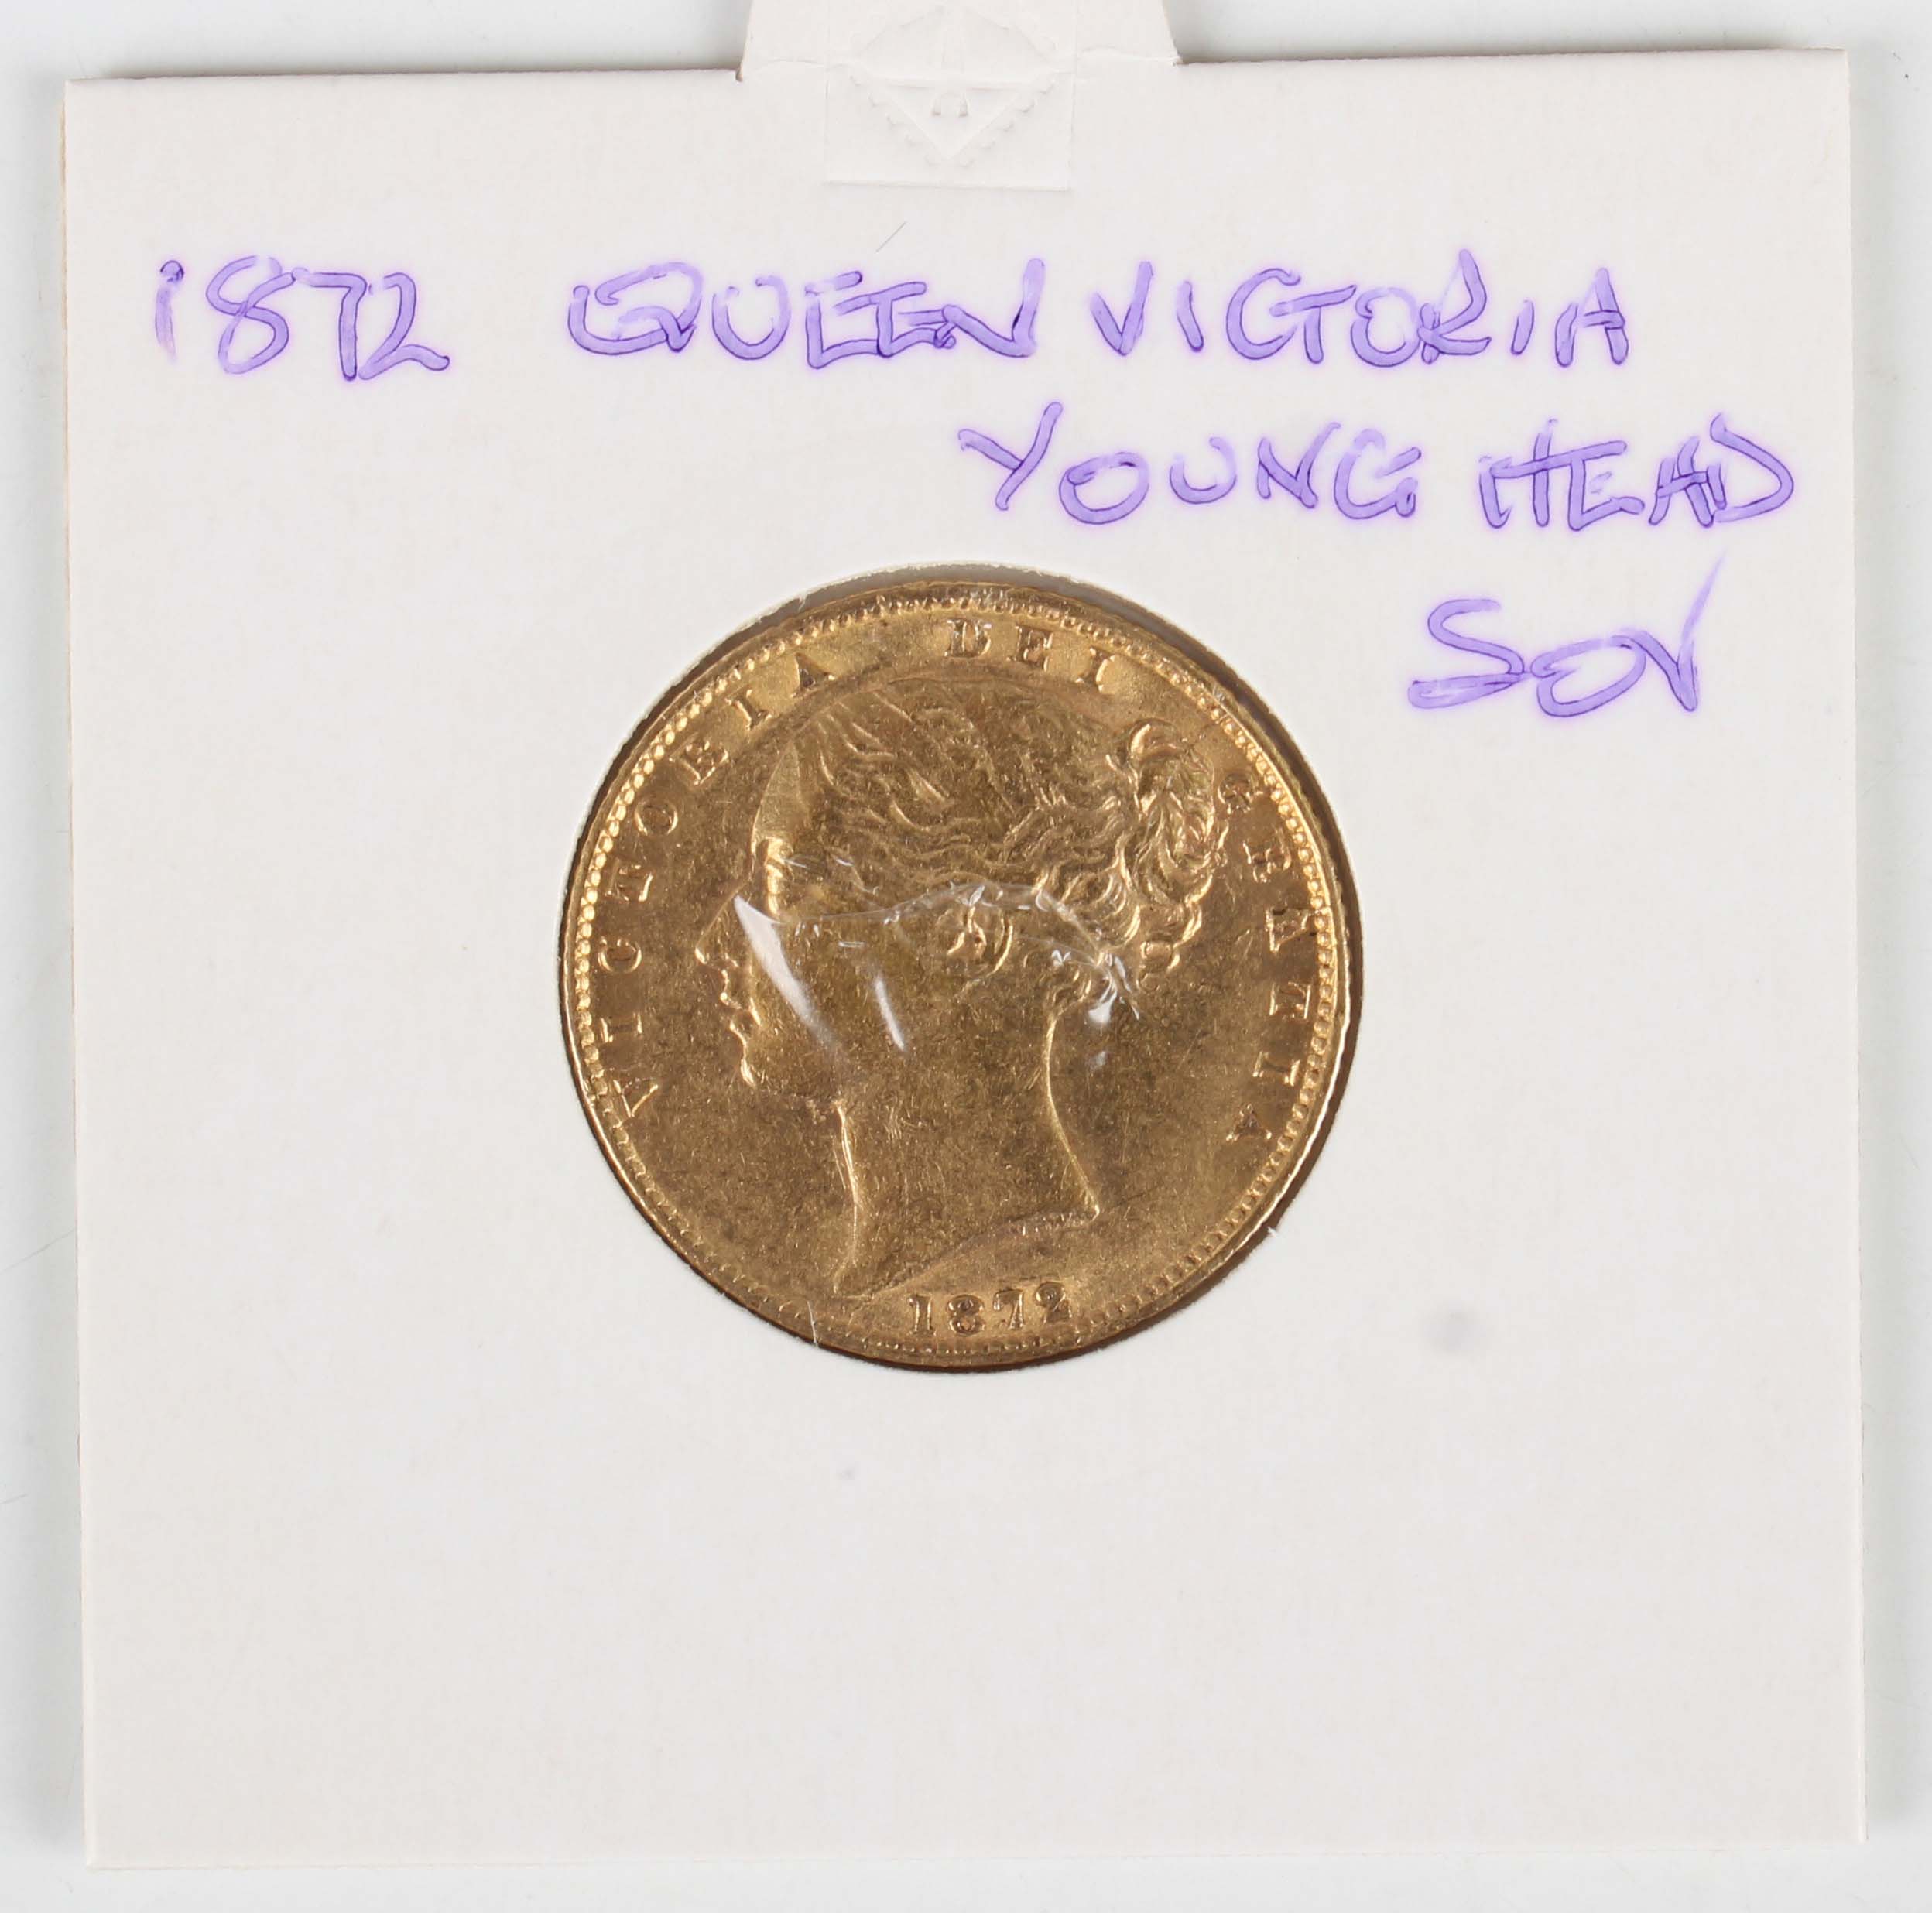 1872 QUEEN VICTORIA
YOUNG HEAD
SOV
VICTORIA DEI GRATIA
1872